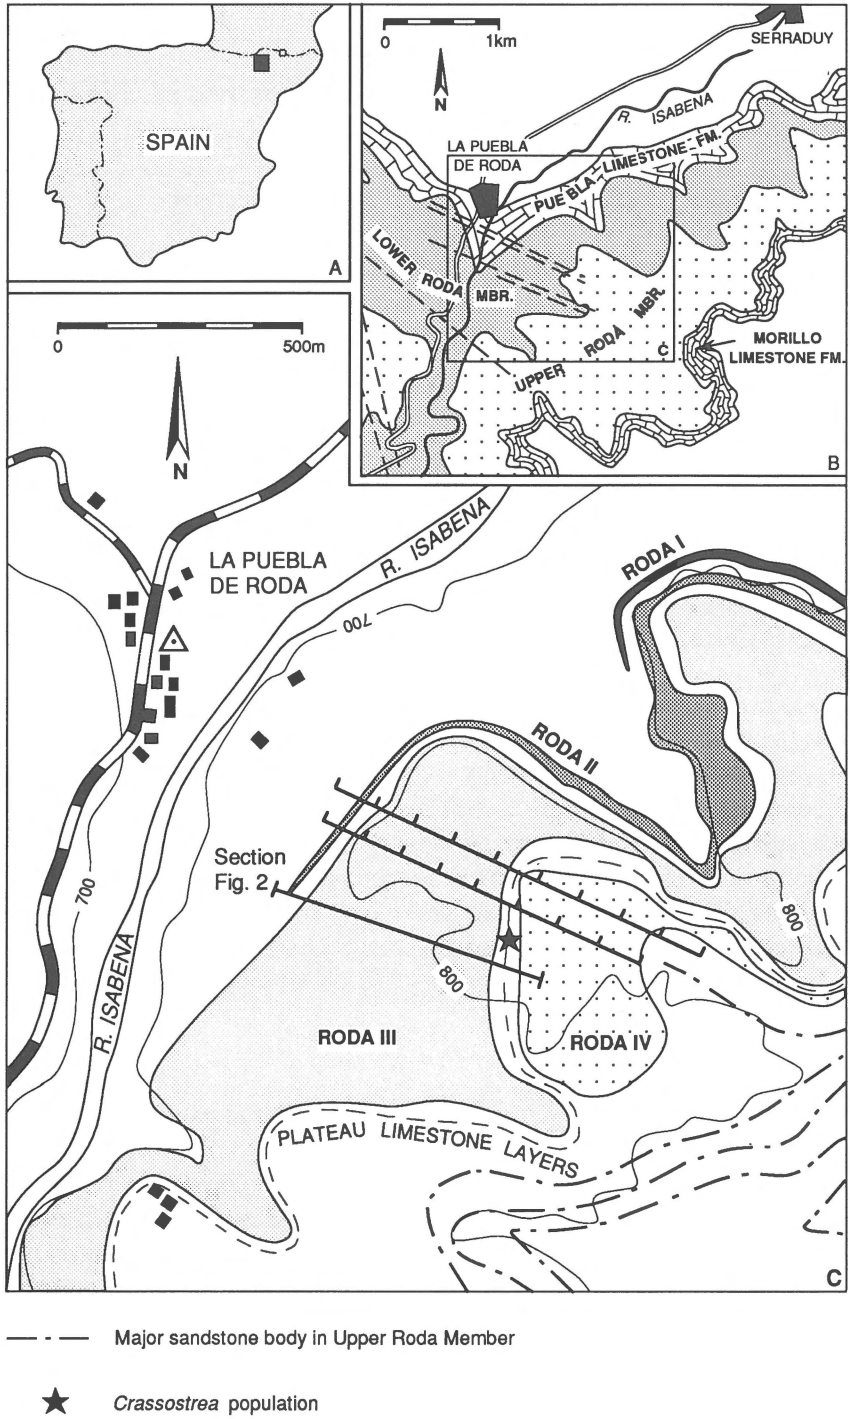 SPAIN
A
0 1km
N
SERRADUY
R. ISABENA
LA PUEBLA
DE RODA
PUEBLA LIMESTONE FM.
LOWER RODA MBR.
UPPER RODA MBR.
C
MORILLO
LIMESTONE FM.
B
0 500m
N
R. ISABENA
LA PUEBLA
DE RODA
700
RODA I
RODA II
Section
Fig. 2
700
800
800
R. ISABENA
RODA III
RODA IV
PLATEAU LIMESTONE LAYERS
C
Major sandstone body in Upper Roda Member
Crassostrea population